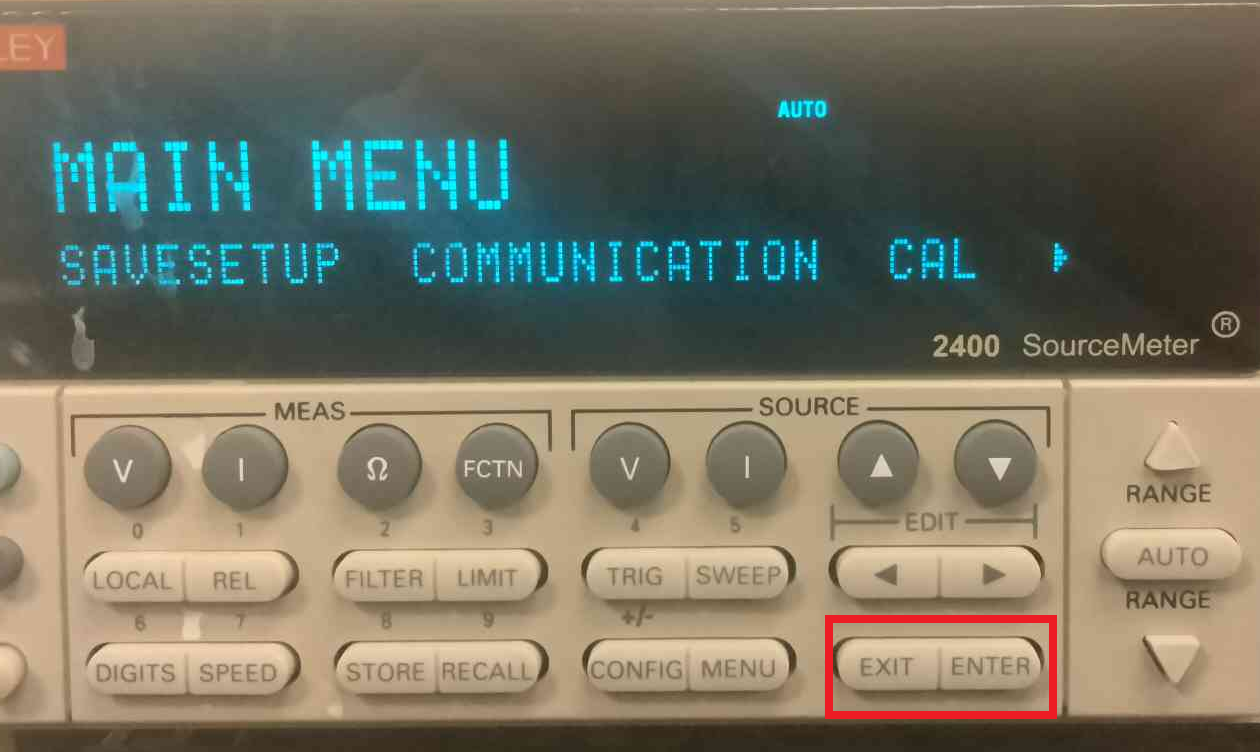 LEY
AUTO
MAIN MENU
SAVESETUP COMMUNICATION CAL
2400 SourceMeter ®
MEAS SOURCE
V I Ω FCTN V I
RANGE
0 1 2 3 4 5 EDIT
AUTO
LOCAL REL FILTER LIMIT TRIG SWEEP
RANGE
6 7 8 9 +/-
DIGITS SPEED STORE RECALL CONFIG MENU EXIT ENTER